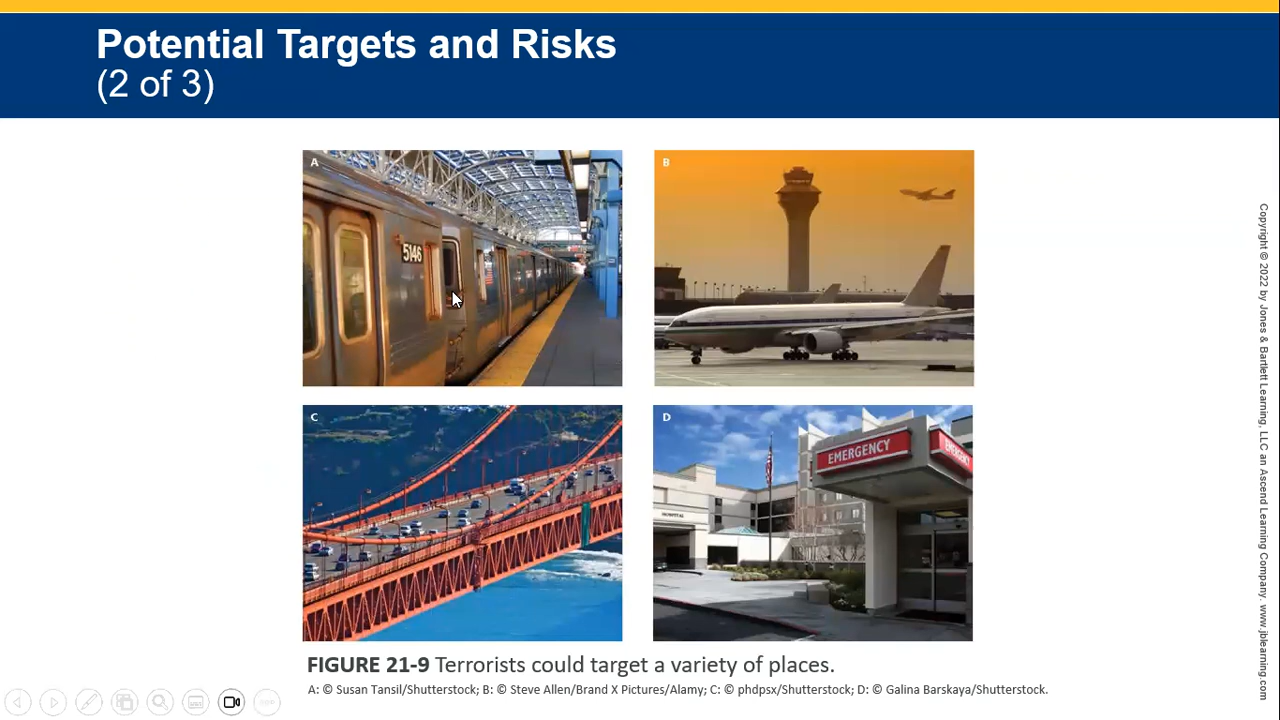 Potential Targets and Risks
(2 of 3)
A
5146
B
C
D
EMERGENCY
EMERGENCY
HOSPITAL
FIGURE 21-9 Terrorists could target a variety of places.
A: © Susan Tansil/Shutterstock; B: © Steve Allen/Brand X Pictures/Alamy; C: © phdpsx/Shutterstock; D: © Galina Barskaya/Shutterstock.
Copyright © 2022 by Jones & Bartlett Learning, LLC an Ascend Learning Company. www.jblearning.com